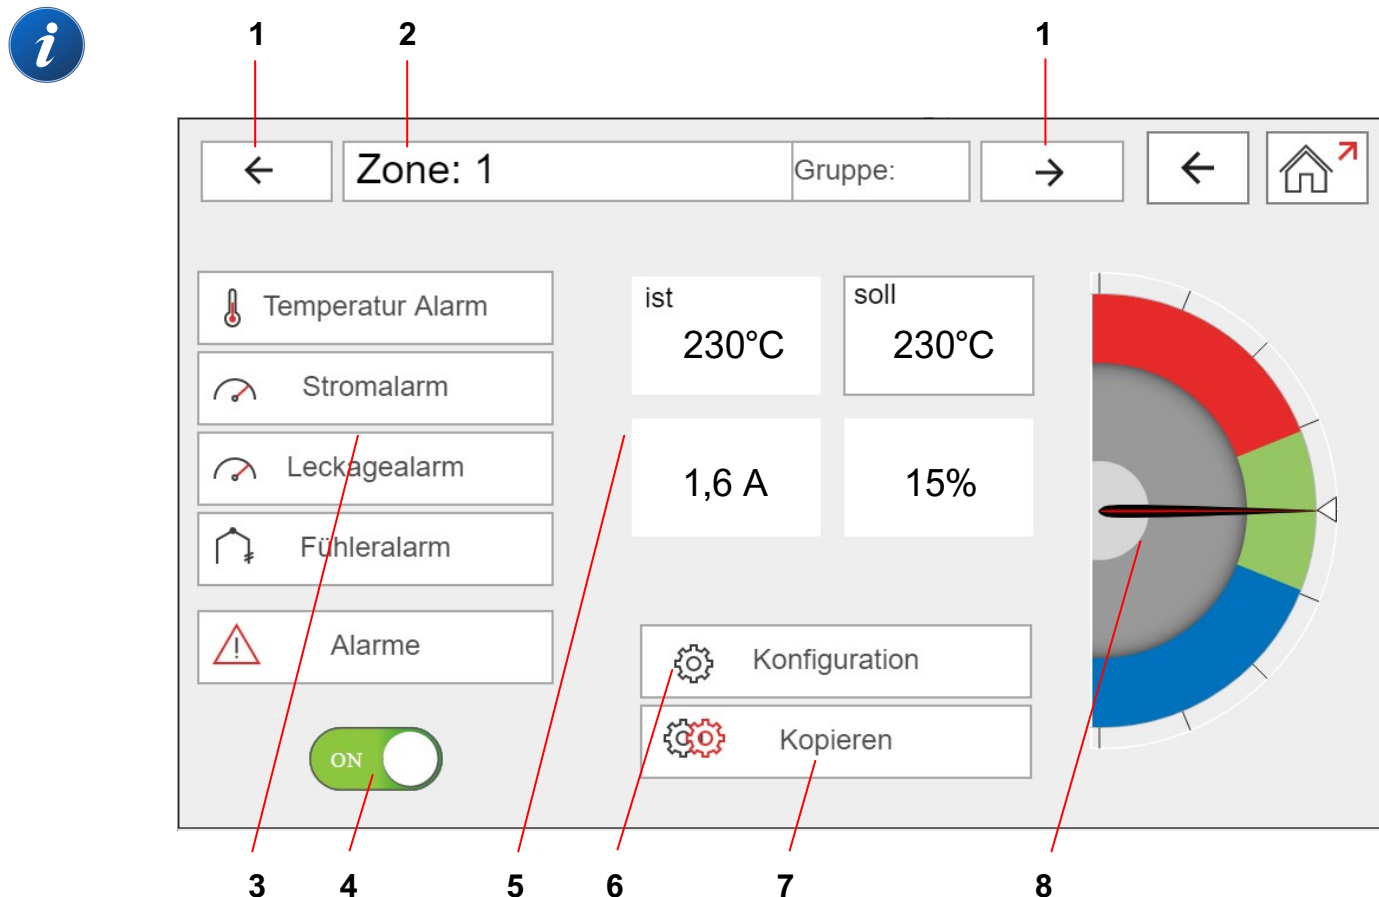 i
1 2 1
Zone: 1 Gruppe:
Temperatur Alarm
Stromalarm
Leckagealarm
Fühleralarm
Alarme
ON
ist
230°C
soll
230°C
1,6 A
15%
Konfiguration
Kopieren
3 4 5 6 7 8